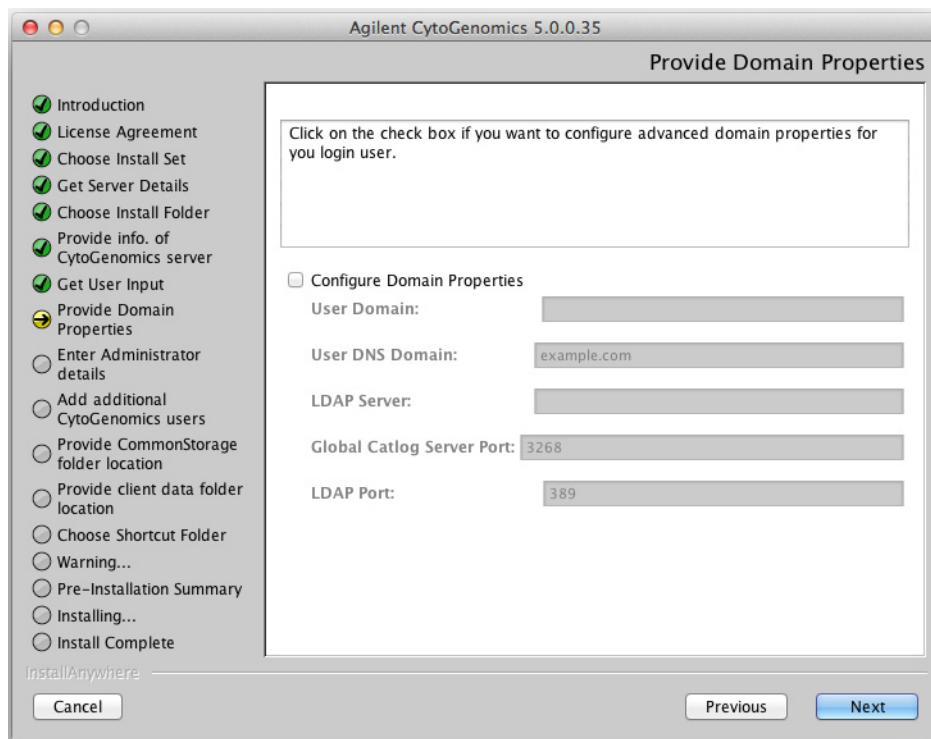 Agilent CytoGenomics 5.0.0.35
Provide Domain Properties
Introduction
License Agreement
Choose Install Set
Get Server Details
Choose Install Folder
Provide info. of
CytoGenomics server
Get User Input
Provide Domain
Properties
Enter Administrator
details
Add additional
CytoGenomics users
Provide CommonStorage
folder location
Provide client data folder
location
Choose Shortcut Folder
Warning...
Pre-Installation Summary
Installing...
Install Complete
Click on the check box if you want to configure advanced domain properties for
you login user.
Configure Domain Properties
User Domain:
User DNS Domain: example.com
LDAP Server:
Global Catlog Server Port: 3268
LDAP Port: 389
InstallAnywhere
Cancel
Previous
Next